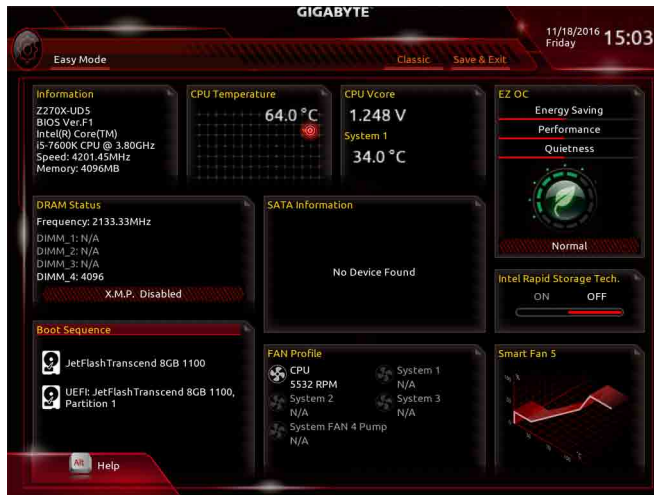 GIGABYTE
11/18/2016 15:03
Friday
Easy Mode
Classic
Save & Exit
Information
Z270X-UD5
BIOS Ver.F1
Intel(R) Core(TM)
i5-7600K CPU @ 3.80GHz
Speed: 4201.45MHz
Memory: 4096MB
CPU Temperature
64.0 °C
CPU Vcore
1.248 V
System 1
34.0 °C
EZ OC
Energy Saving
Performance
Quietness
Normal
DRAM Status
Frequency: 2133.33MHz
DIMM_1: N/A
DIMM_2: N/A
DIMM_3: N/A
DIMM_4: 4096
X.M.P. Disabled
SATA Information
No Device Found
Intel Rapid Storage Tech.
ON OFF
Boot Sequence
JetFlashTranscend 8GB 1100
UEFI: JetFlashTranscend 8GB 1100,
Partition 1
FAN Profile
CPU
5532 RPM
System 1
N/A
System 2
N/A
System 3
N/A
System FAN 4 Pump
N/A
Smart Fan 5
Alt Help